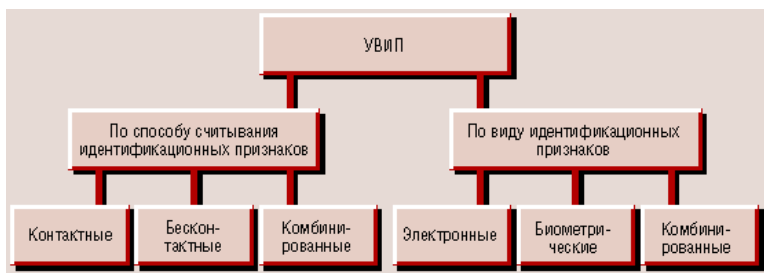 УВИП
По способу считывания
идентификационных признаков
По виду идентификационных
признаков
Контактные
Бескон-
тактные
Комбини-
рованные
Электронные
Биометри-
ческие
Комбини-
рованные